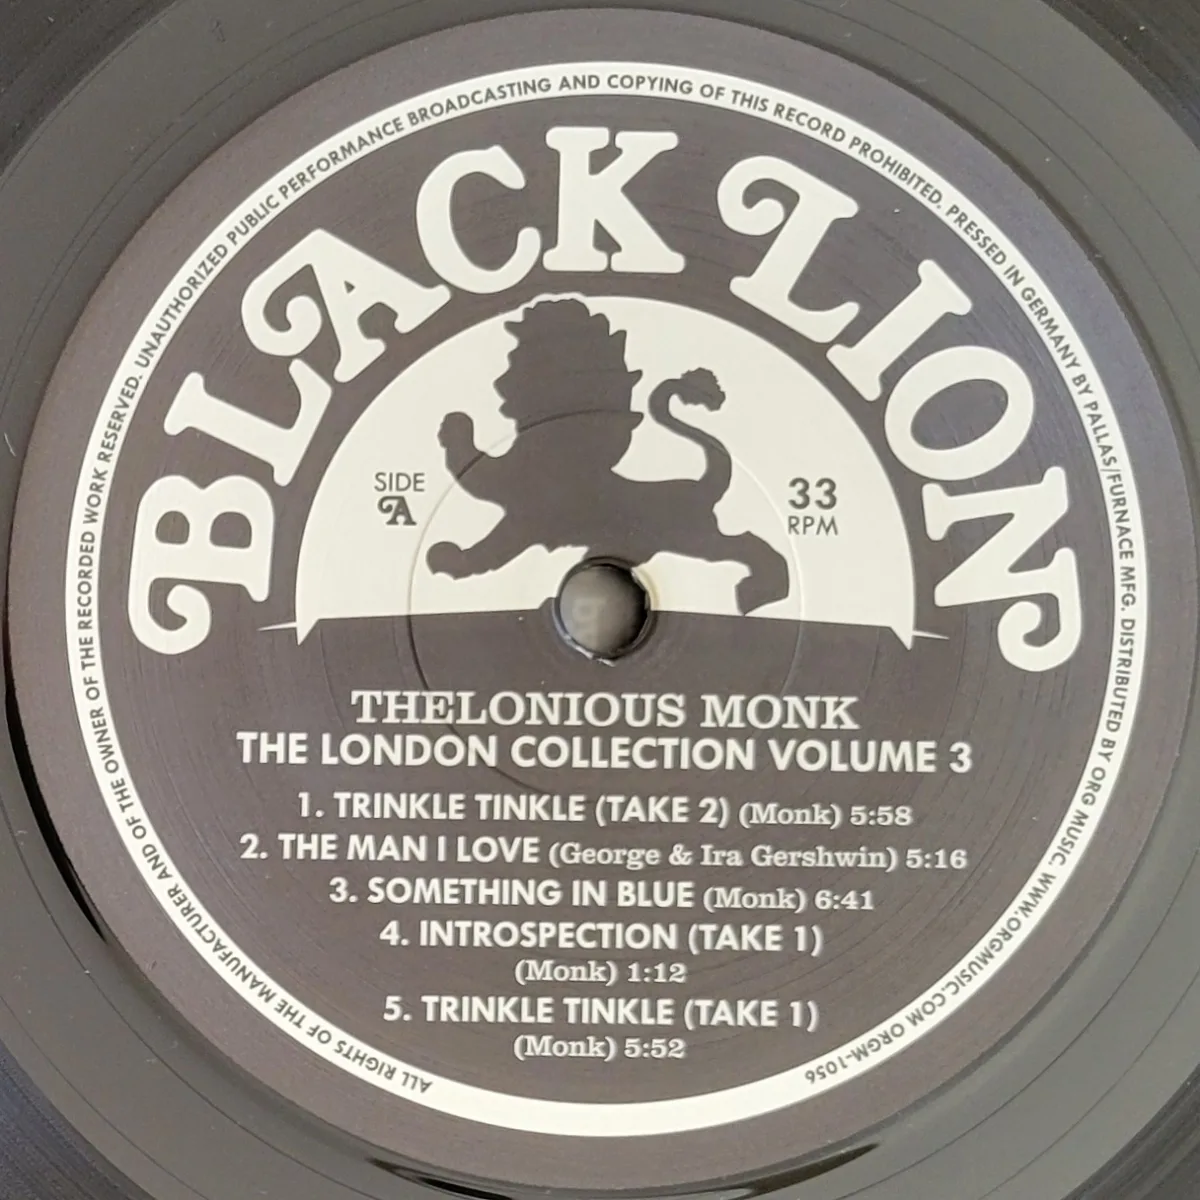 ALL RIGHTS OF THE MANUFACTURER AND OF THE OWNER OF THE RECORDED WORK RESERVED. UNAUTHORIZED PUBLIC PERFORMANCE BROADCASTING AND COPYING OF THIS RECORD PROHIBITED. PRESSED IN GERMANY BY PALLAS/FURNACE MFG. DISTRIBUTED BY ORG MUSIC. WWW.ORGMUSIC.COM ORGM-1056
BLACK LION
SIDE
A
33
RPM
THELONIOUS MONK
THE LONDON COLLECTION VOLUME 3
1. TRINKLE TINKLE (TAKE 2) (Monk) 5:58
2. THE MAN I LOVE (George & Ira Gershwin) 5:16
3. SOMETHING IN BLUE (Monk) 6:41
4. INTROSPECTION (TAKE 1)
(Monk) 1:12
5. TRINKLE TINKLE (TAKE 1)
(Monk) 5:52